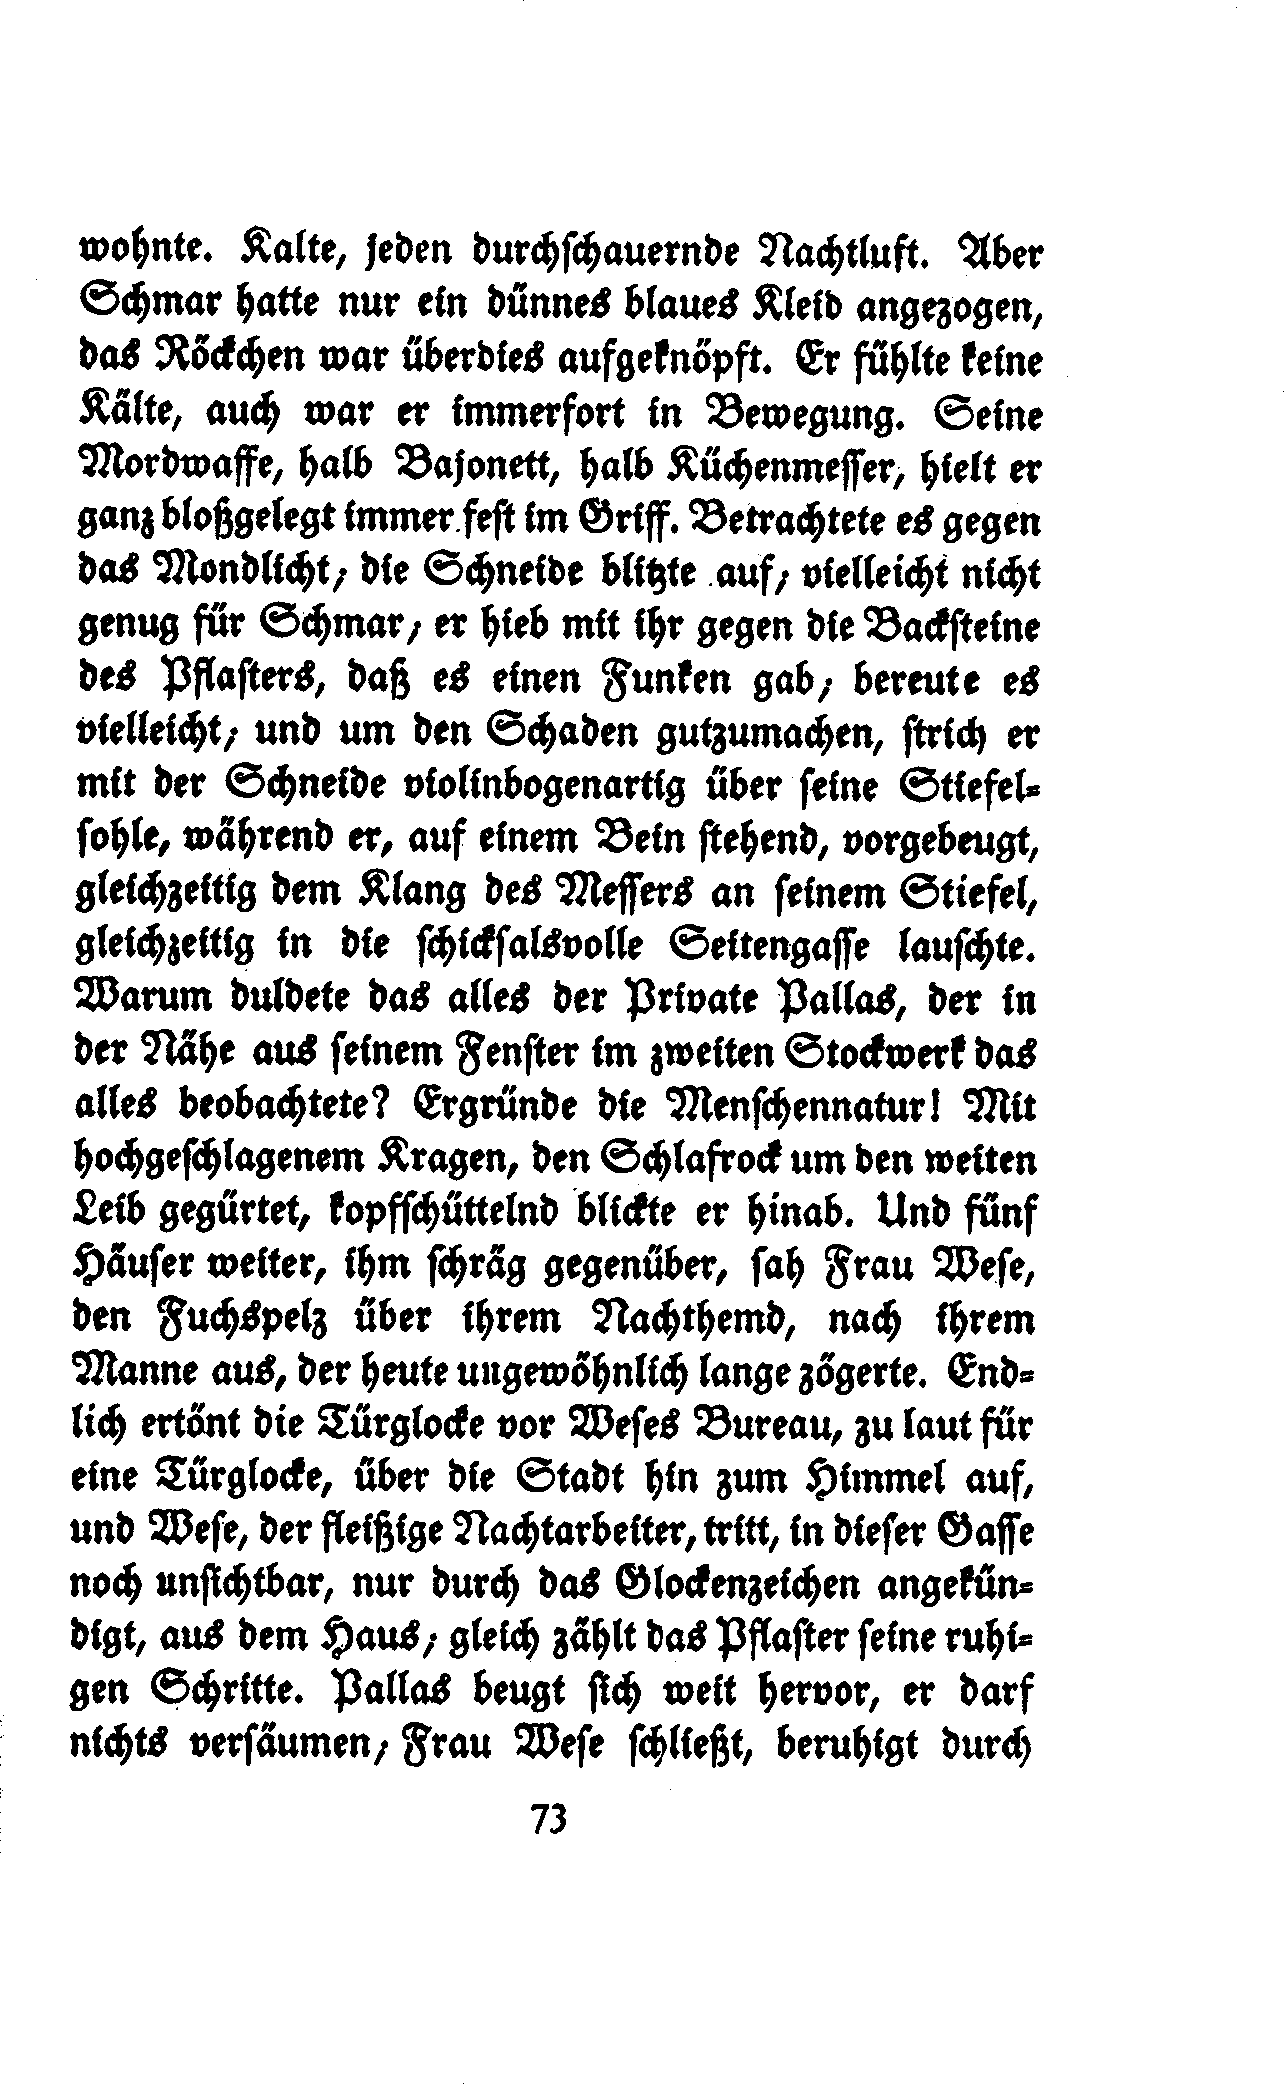 wohnte. Kalte, jeden durchschauernde Nachtluft. Aber
Schmar hatte nur ein dünnes blaues Kleid angezogen,
das Röckchen war überdies aufgeknöpft. Er fühlte keine
Kälte, auch war er immerfort in Bewegung. Seine
Mordwaffe, halb Bajonett, halb Küchenmesser, hielt er
ganz bloßgelegt immer fest im Griff. Betrachtete es gegen
das Mondlicht; die Schneide blitzte auf; vielleicht nicht
genug für Schmar; er hieb mit ihr gegen die Backsteine
des Pflasters, daß es einen Funken gab; bereute es
vielleicht; und um den Schaden gutzumachen, strich er
mit der Schneide violinbogenartig über seine Stiefel-
sohle, während er, auf einem Bein stehend, vorgebeugt,
gleichzeitig dem Klang des Messers an seinem Stiefel,
gleichzeitig in die schicksalsvolle Seitengasse lauschte.
Warum duldete das alles der Private Pallas, der in
der Nähe aus seinem Fenster im zweiten Stockwerk das
alles beobachtete? Ergründe die Menschennatur! Mit
hochgeschlagenem Kragen, den Schlafrock um den weiten
Leib gegürtet, kopfschüttelnd blickte er hinab. Und fünf
Häuser weiter, ihm schräg gegenüber, sah Frau Wese,
den Fuchspelz über ihrem Nachthemd, nach ihrem
Manne aus, der heute ungewöhnlich lange zögerte. End-
lich ertönt die Türglocke vor Weses Bureau, zu laut für
eine Türglocke, über die Stadt hin zum Himmel auf,
und Wese, der fleißige Nachtarbeiter, tritt, in dieser Gasse
noch unsichtbar, nur durch das Glockenzeichen angekün-
digt, aus dem Haus; gleich zählt das Pflaster seine ruhi-
gen Schritte. Pallas beugt sich weit hervor, er darf
nichts versäumen; Frau Wese schließt, beruhigt durch
73